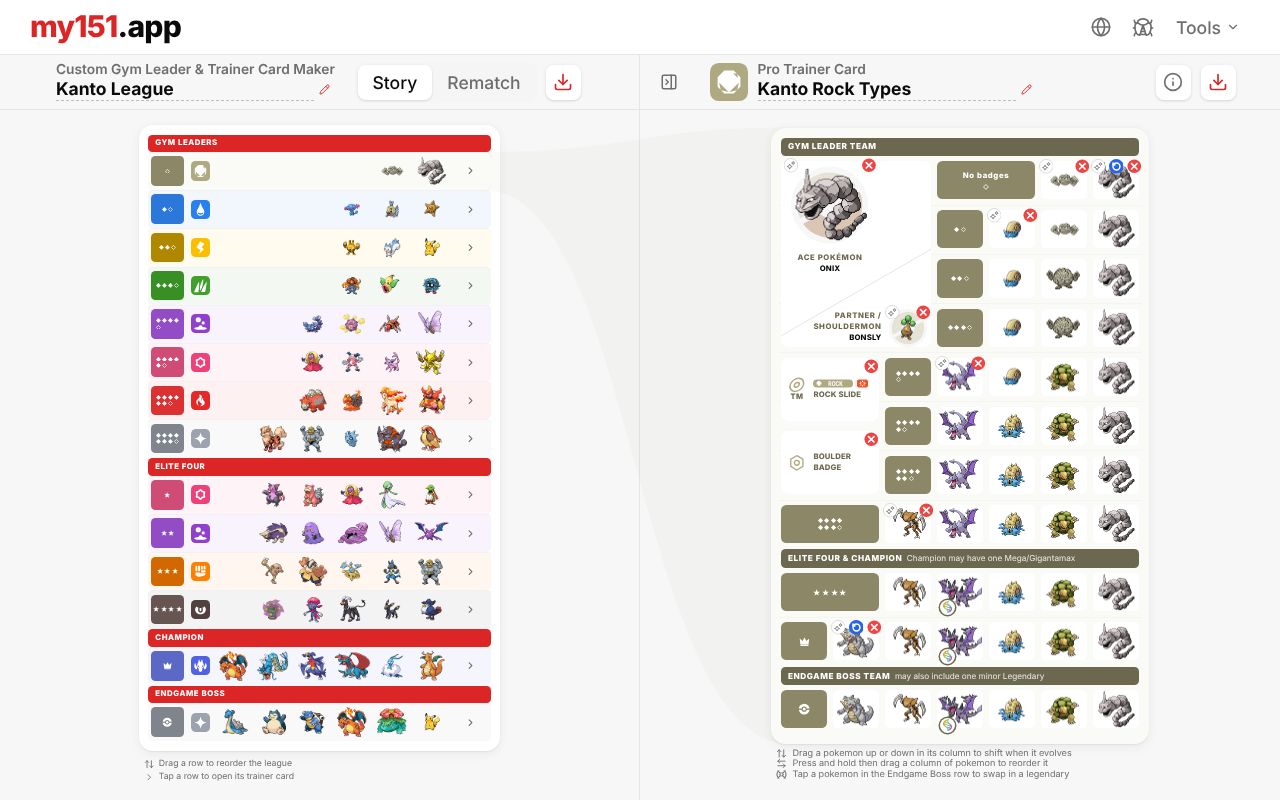 my151.app
Tools
Custom Gym Leader & Trainer Card Maker
Kanto League
Story
Rematch
Pro Trainer Card
Kanto Rock Types
GYM LEADERS
ELITE FOUR
CHAMPION
ENDGAME BOSS
Drag a row to reorder the league
Tap a row to open its trainer card
GYM LEADER TEAM
No badges
ACE POKÉMON
ONIX
PARTNER /
SHOULDERMON
BONSLY
TM
ROCK
ROCK SLIDE
BOULDER
BADGE
ELITE FOUR & CHAMPION Champion may have one Mega/Gigantamax
ENDGAME BOSS TEAM may also include one minor Legendary
Drag a pokemon up or down in its column to shift when it evolves
Press and hold then drag a column of pokemon to reorder it
Tap a pokemon in the Endgame Boss row to swap in a legendary